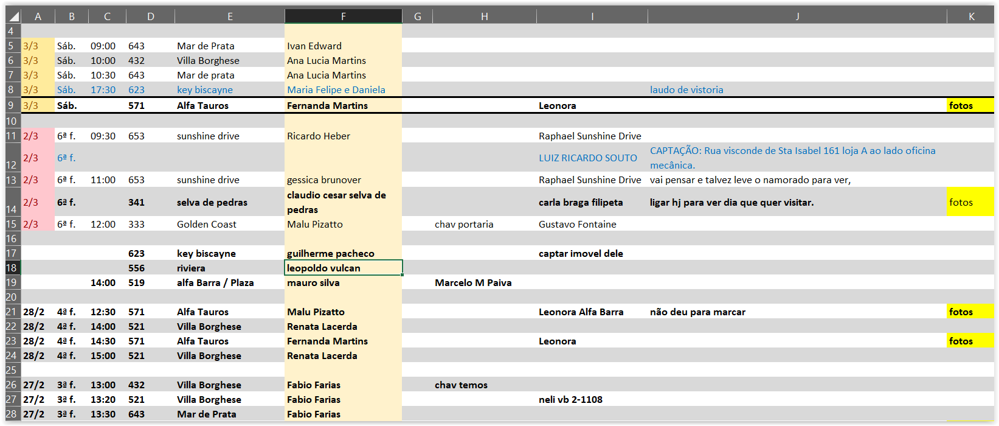 A B C D E F G H I J K
4
5 3/3 Sáb. 09:00 643 Mar de Prata Ivan Edward
6 3/3 Sáb. 10:00 432 Villa Borghese Ana Lucia Martins
7 3/3 Sáb. 10:30 643 Mar de prata Ana Lucia Martins
8 3/3 Sáb. 17:30 623 key biscayne Maria Felipe e Daniela laudo de vistoria
9 3/3 Sáb. 571 Alfa Tauros Fernanda Martins Leonora fotos
10
11 2/3 6ª f. 09:30 653 sunshine drive Ricardo Heber Raphael Sunshine Drive
12 2/3 6ª f. LUIZ RICARDO SOUTO CAPTAÇÃO: Rua visconde de Sta Isabel 161 loja A ao lado oficina
mecânica.
13 2/3 6ª f. 11:00 653 sunshine drive gessica brunover Raphael Sunshine Drive vai pensar e talvez leve o namorado para ver,
14 2/3 6ª f. 341 selva de pedras claudio cesar selva de
pedras carla braga filipeta ligar hj para ver dia que quer visitar. fotos
15 2/3 6ª f. 12:00 333 Golden Coast Malu Pizatto chav portaria Gustavo Fontaine
16
17 623 key biscayne guilherme pacheco captar imovel dele
18 556 riviera leopoldo vulcan
19 14:00 519 alfa Barra / Plaza mauro silva Marcelo M Paiva
20
21 28/2 4ª f. 12:30 571 Alfa Tauros Malu Pizatto Leonora Alfa Barra não deu para marcar fotos
22 28/2 4ª f. 14:00 521 Villa Borghese Renata Lacerda
23 28/2 4ª f. 14:30 571 Alfa Tauros Fernanda Martins Leonora fotos
24 28/2 4ª f. 15:00 521 Villa Borghese Renata Lacerda
25
26 27/2 3ª f. 13:00 432 Villa Borghese Fabio Farias chav temos
27 27/2 3ª f. 13:20 521 Villa Borghese Fabio Farias neli vb 2-1108
28 27/2 3ª f. 13:30 643 Mar de Prata Fabio Farias